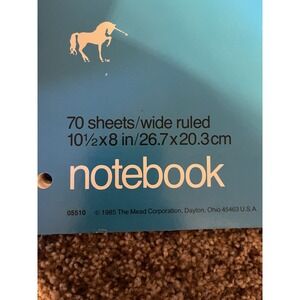 70 sheets/wide ruled
10½x8 in/26.7x20.3cm
notebook
05510 © 1985 The Mead Corporation, Dayton, Ohio 45463 U.S.A.